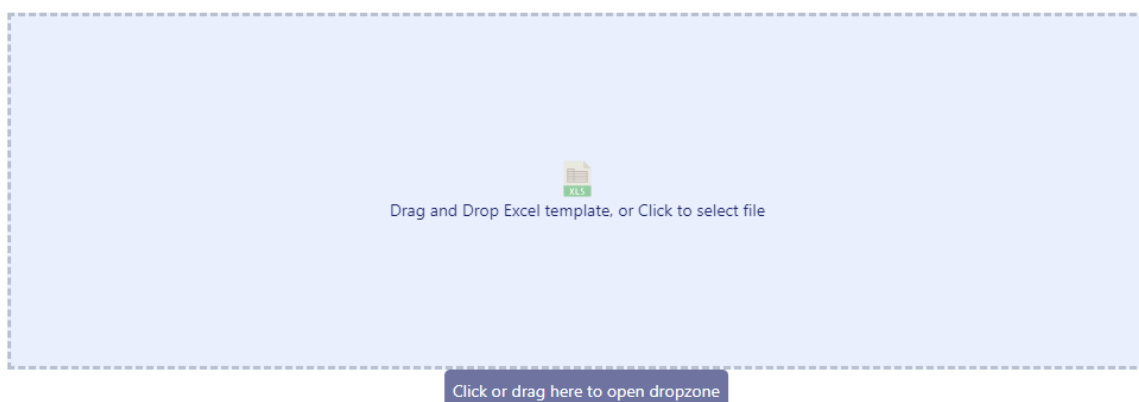 XLS
Drag and Drop Excel template, or Click to select file
Click or drag here to open dropzone